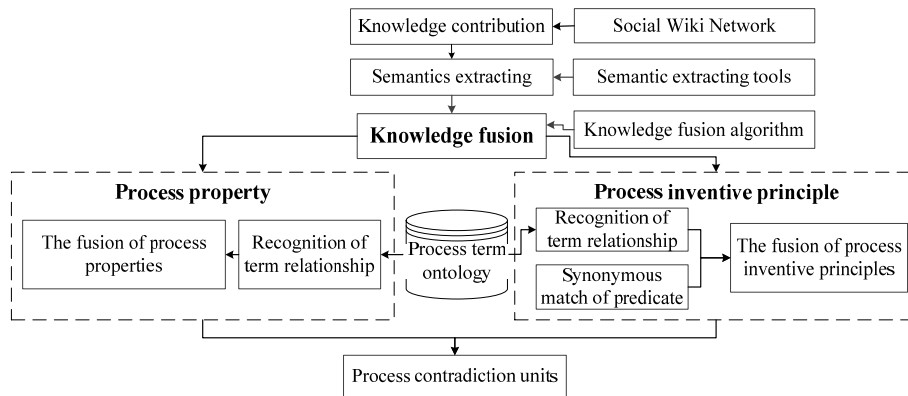 Knowledge contribution
Social Wiki Network
Semantics extracting
Semantic extracting tools
Knowledge fusion
Knowledge fusion algorithm
Process property
The fusion of process
properties
Recognition of
term relationship
Process term
ontology
Process inventive principle
Recognition of
term relationship
Synonymous
match of predicate
The fusion of process
inventive principles
Process contradiction units